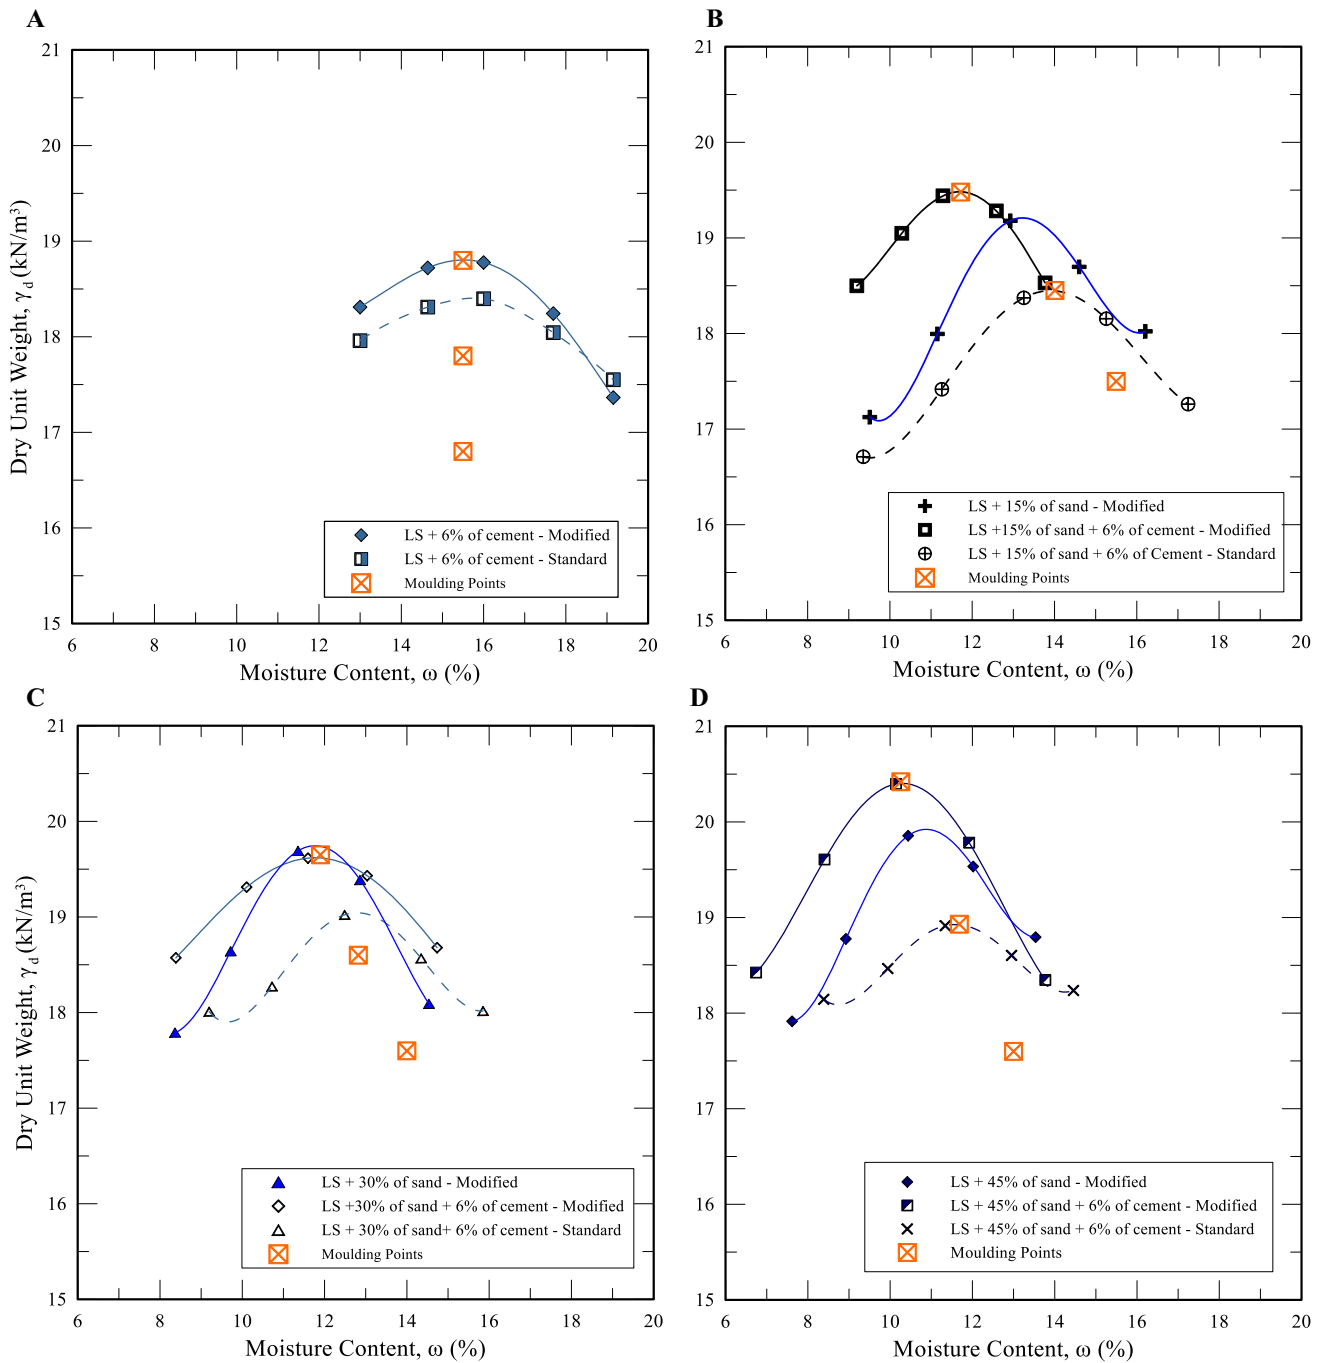 A
21
20
19
18
17
16
15
6
8
10
12
14
16
18
20
Dry Unit Weight, γd (kN/m³)
Moisture Content, ω (%)
LS + 6% of cement - Modified
LS + 6% of cement - Standard
Moulding Points
B
21
20
19
18
17
16
15
6
8
10
12
14
16
18
20
Moisture Content, ω (%)
LS + 15% of sand - Modified
LS +15% of sand + 6% of cement - Modified
LS + 15% of sand + 6% of Cement - Standard
Moulding Points
C
21
20
19
18
17
16
15
6
8
10
12
14
16
18
20
Dry Unit Weight, γd (kN/m³)
Moisture Content, ω (%)
LS + 30% of sand - Modified
LS +30% of sand + 6% of cement - Modified
LS + 30% of sand+ 6% of cement - Standard
Moulding Points
D
21
20
19
18
17
16
15
6
8
10
12
14
16
18
20
Moisture Content, ω (%)
LS + 45% of sand - Modified
LS + 45% of sand + 6% of cement - Modified
LS + 45% of sand + 6% of cement - Standard
Moulding Points